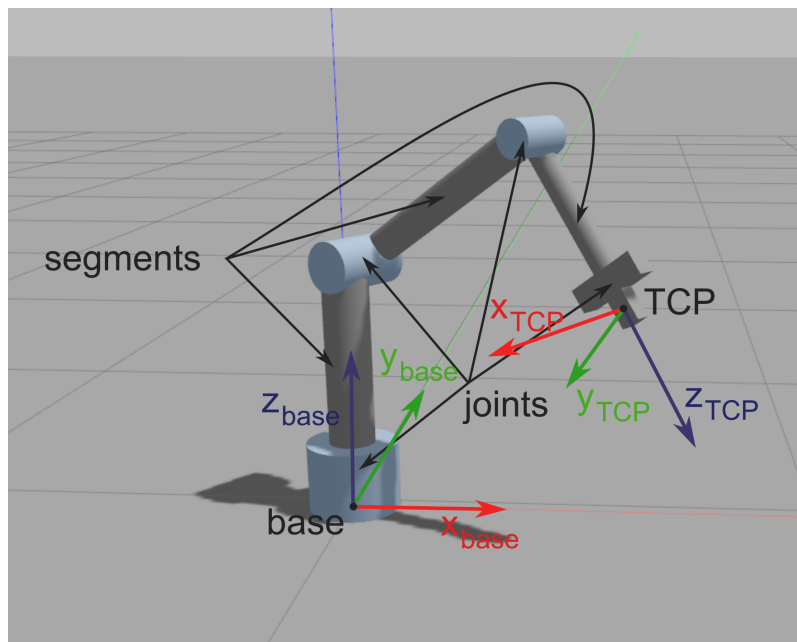 segments
TCP
x_TCP
y_base
y_TCP
z_TCP
z_base
joints
base
x_base